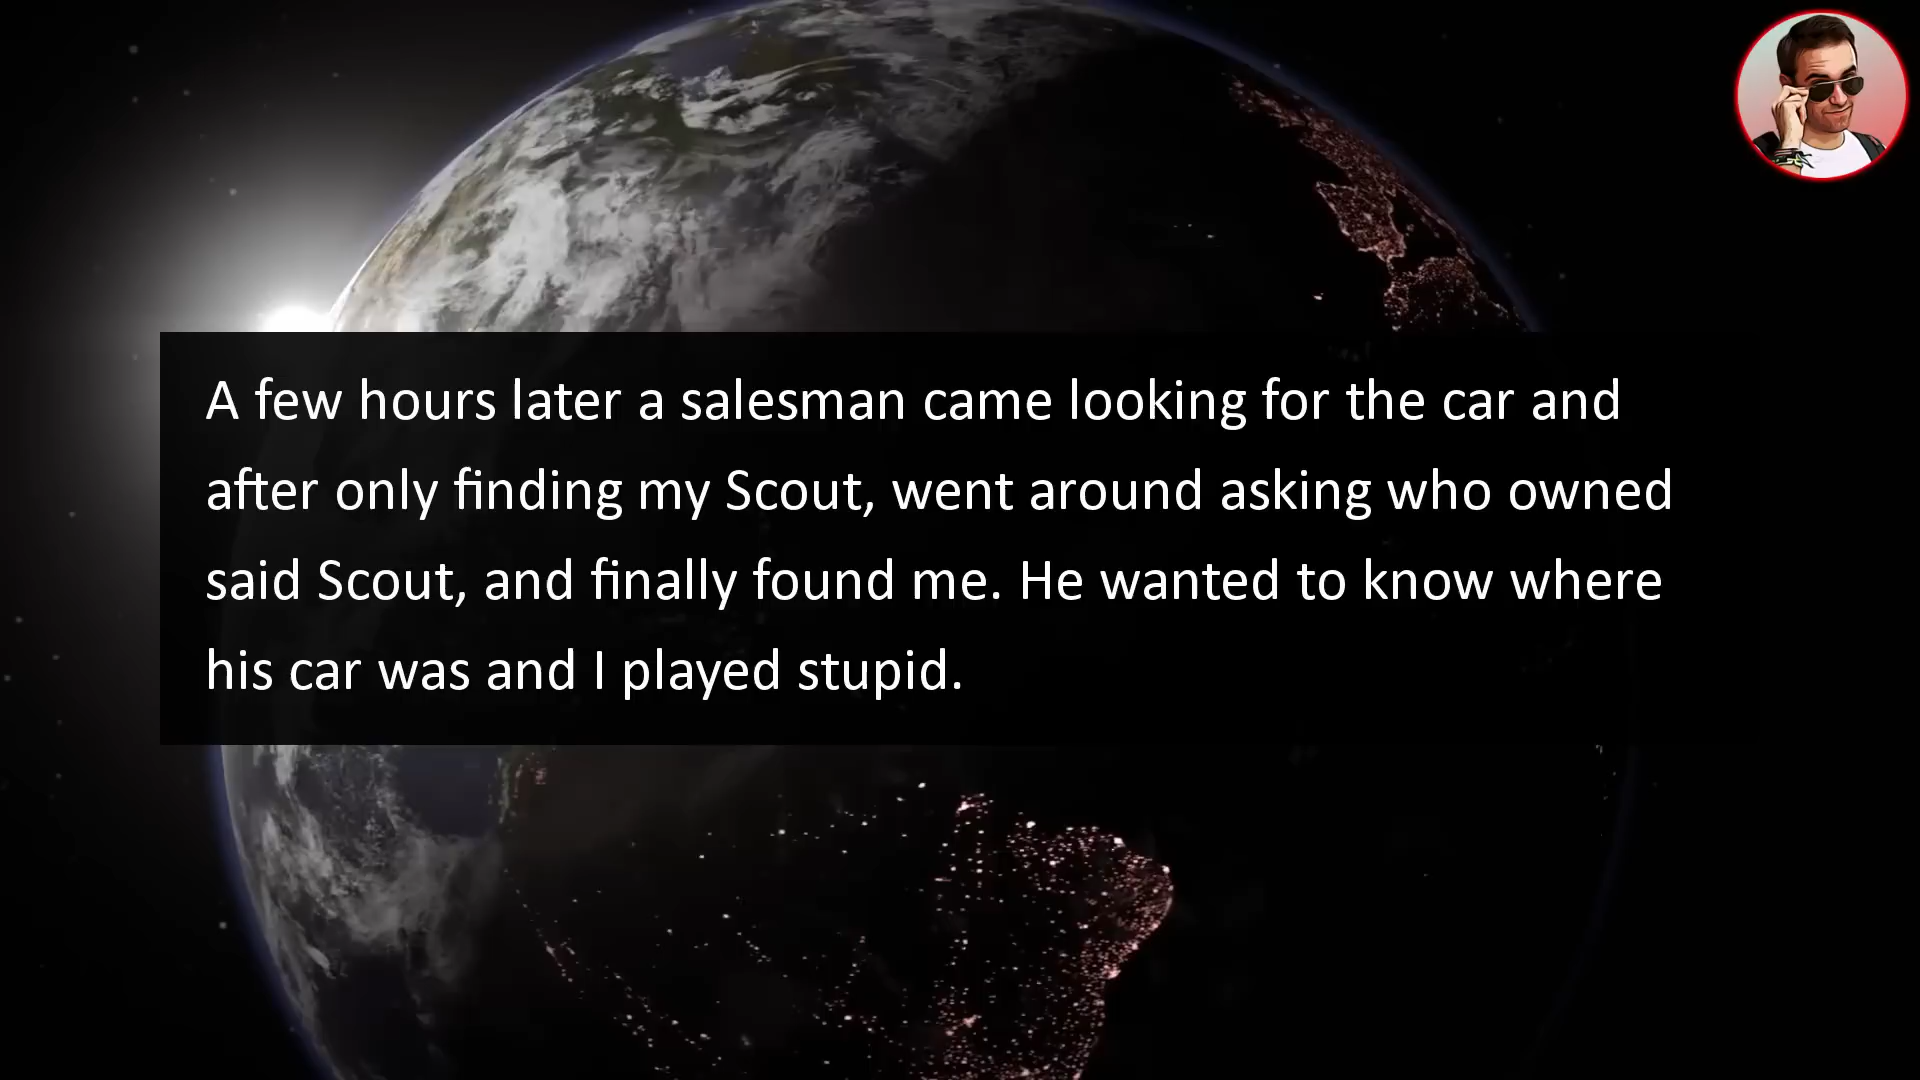 A few hours later a salesman came looking for the car and
after only finding my Scout, went around asking who owned
said Scout, and finally found me. He wanted to know where
his car was and I played stupid.